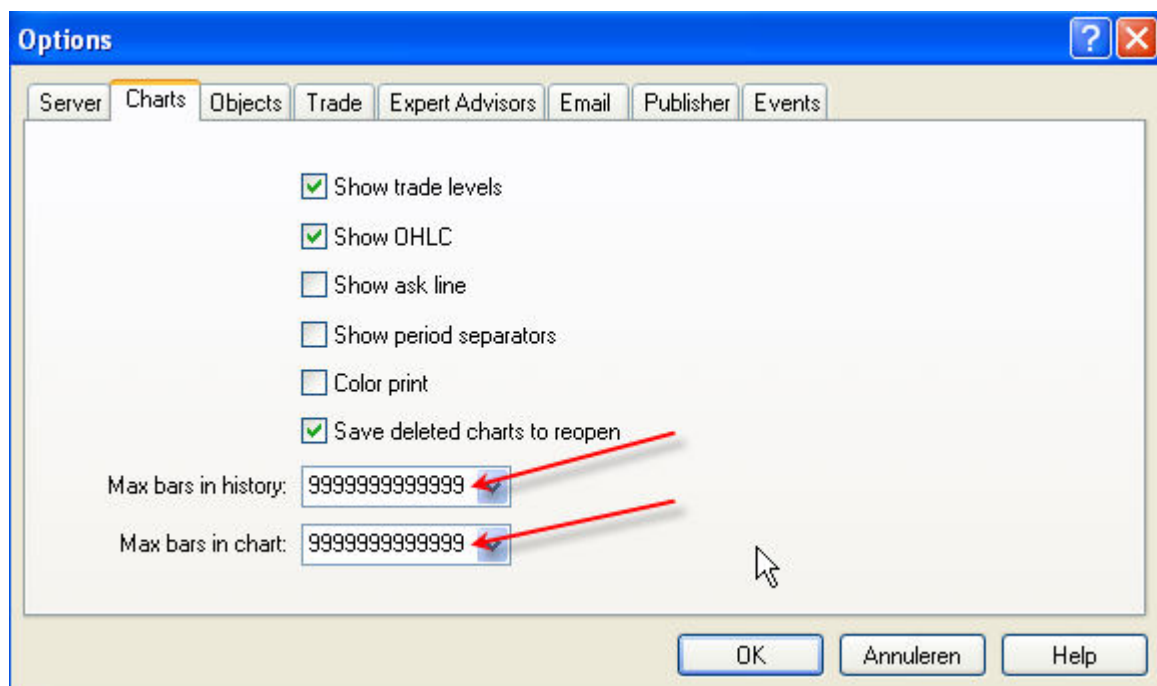 Options
Server Charts Objects Trade Expert Advisors Email Publisher Events
Show trade levels
Show OHLC
Show ask line
Show period separators
Color print
Save deleted charts to reopen
Max bars in history: 9999999999999
Max bars in chart: 9999999999999
OK Annuleren Help